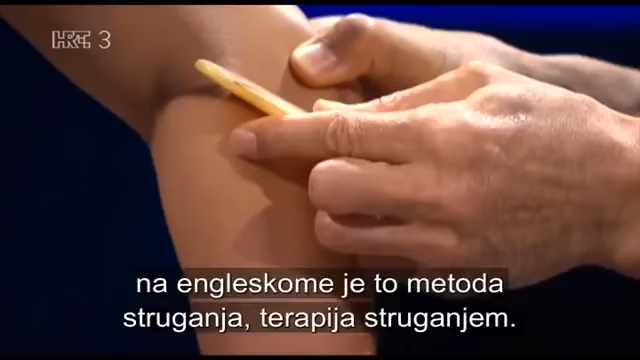 HRT 3
na engleskome je to metoda
struganja, terapija struganjem.